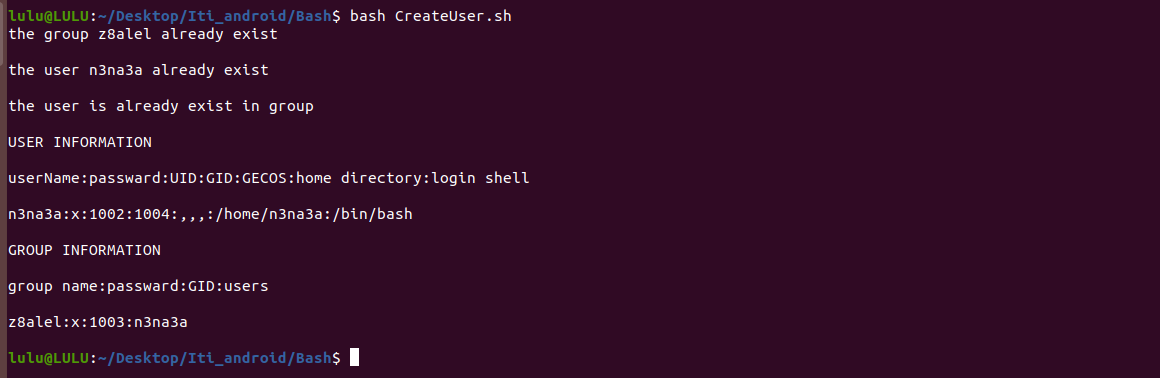 lulu@LULU:~/Desktop/Iti_android/Bash$ bash CreateUser.sh
the group z8alel already exist
the user n3na3a already exist
the user is already exist in group
USER INFORMATION
userName:passward:UID:GID:GECOS:home directory:login shell
n3na3a:x:1002:1004:,,,:/home/n3na3a:/bin/bash
GROUP INFORMATION
group name:passward:GID:users
z8alel:x:1003:n3na3a
lulu@LULU:~/Desktop/Iti_android/Bash$